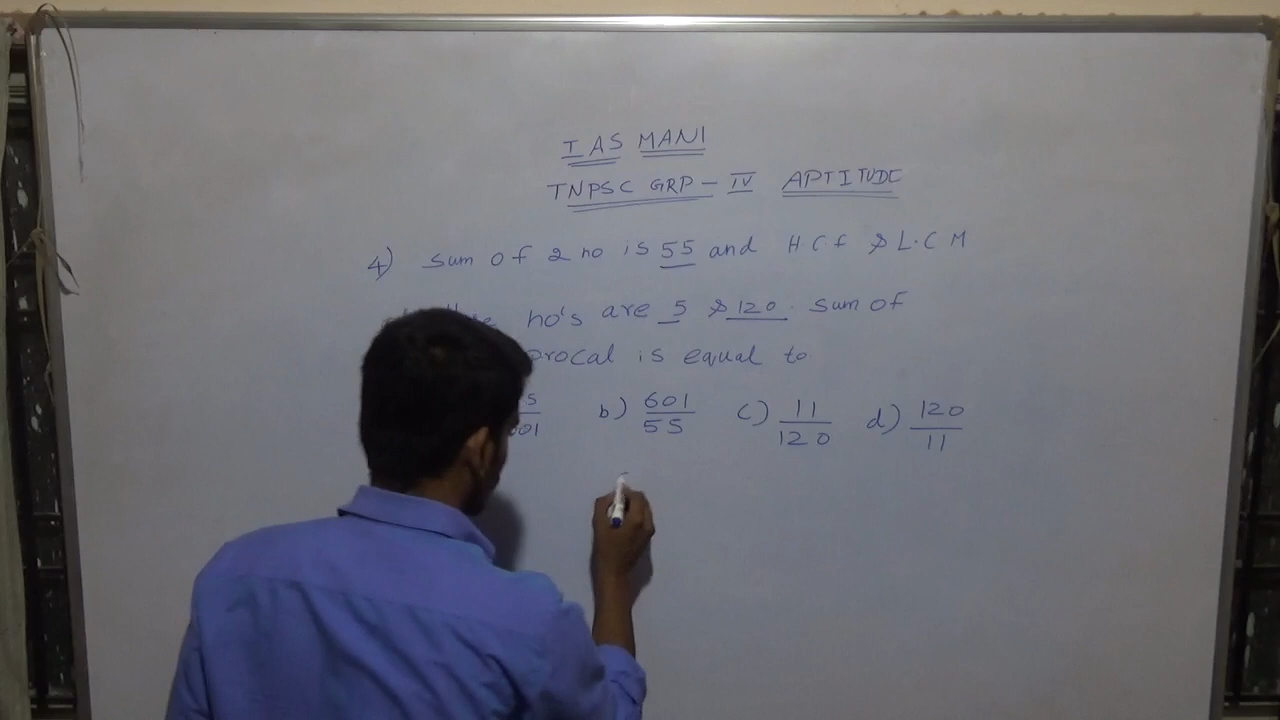 IAS MANI
TNPSC GRP - IV APTITUDE
4) Sum of 2 no is 55 and H.C.f & L.C.M
no's are 5 & 120. Sum of
procal is equal to
b) 601/55 c) 11/120 d) 120/11